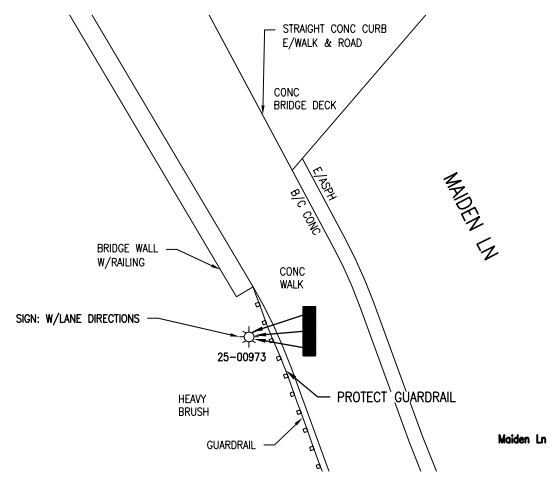 STRAIGHT CONC CURB
E/WALK & ROAD
CONC
BRIDGE DECK
E/ASPH
B/C CONC
MAIDEN LN
BRIDGE WALL
W/RAILING
CONC
WALK
SIGN: W/LANE DIRECTIONS
25-00973
HEAVY
BRUSH
PROTECT GUARDRAIL
GUARDRAIL
Maiden Ln